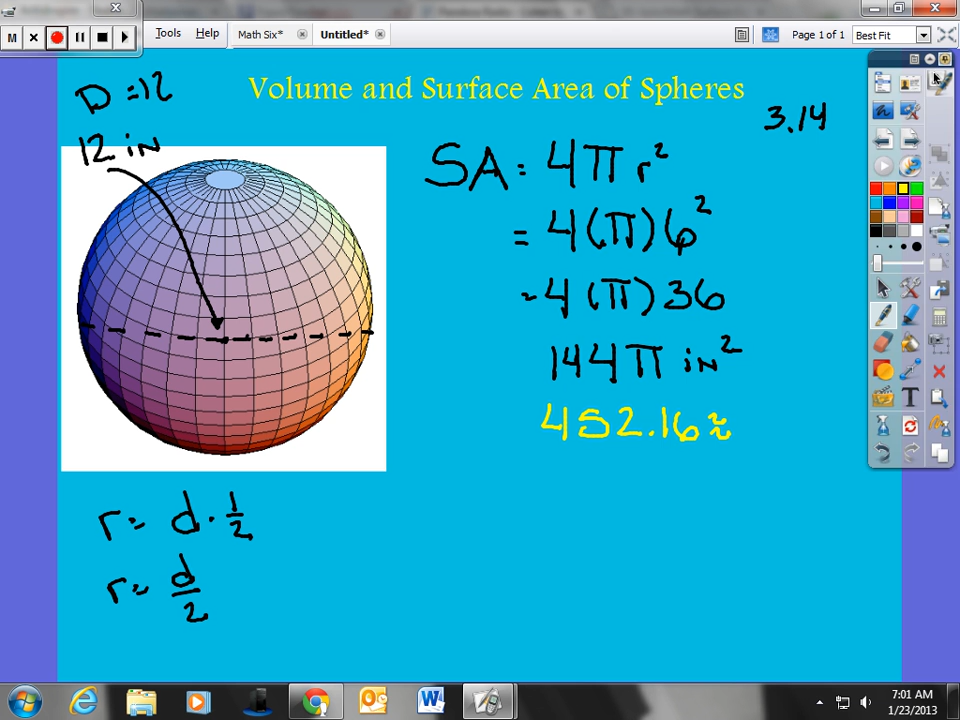 M
Tools Help Math Six* Untitled* Page 1 of 1 Best Fit
Volume and Surface Area of Spheres
D = 12
12 in
3.14
SA = 4π r²
= 4(π)6²
= 4(π)36
144π in²
452.16 ≈
r = d · 1/2
r = d/2
T
W
7:01 AM
1/23/2013